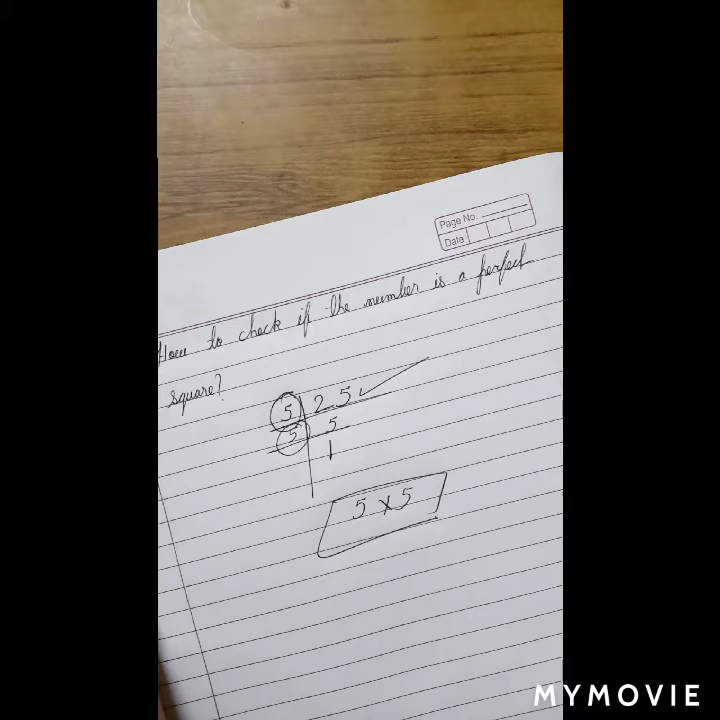 Page No.
Date
How to check if the number is a perfect
square?
5 | 25 ✓
5 | 5
1
5 × 5
MYMOVIE